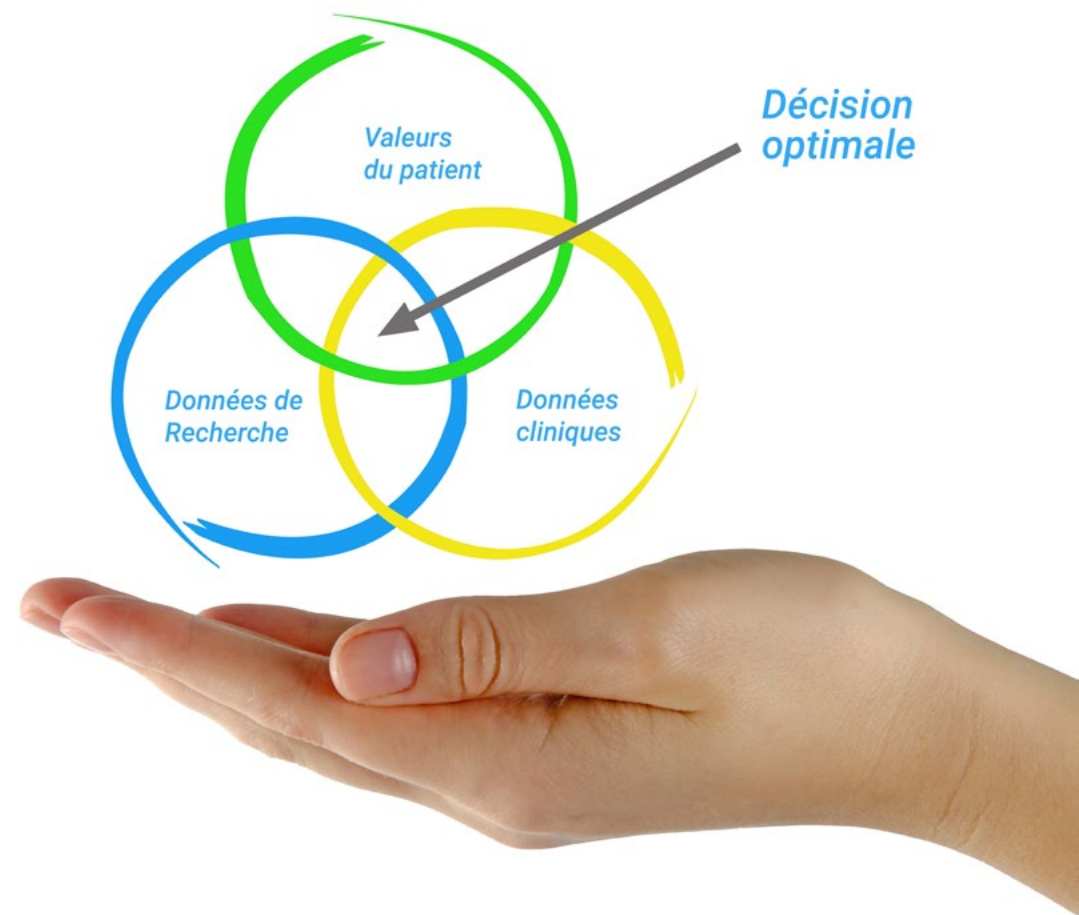 Décision
optimale
Valeurs
du patient
Données de
Recherche
Données
cliniques